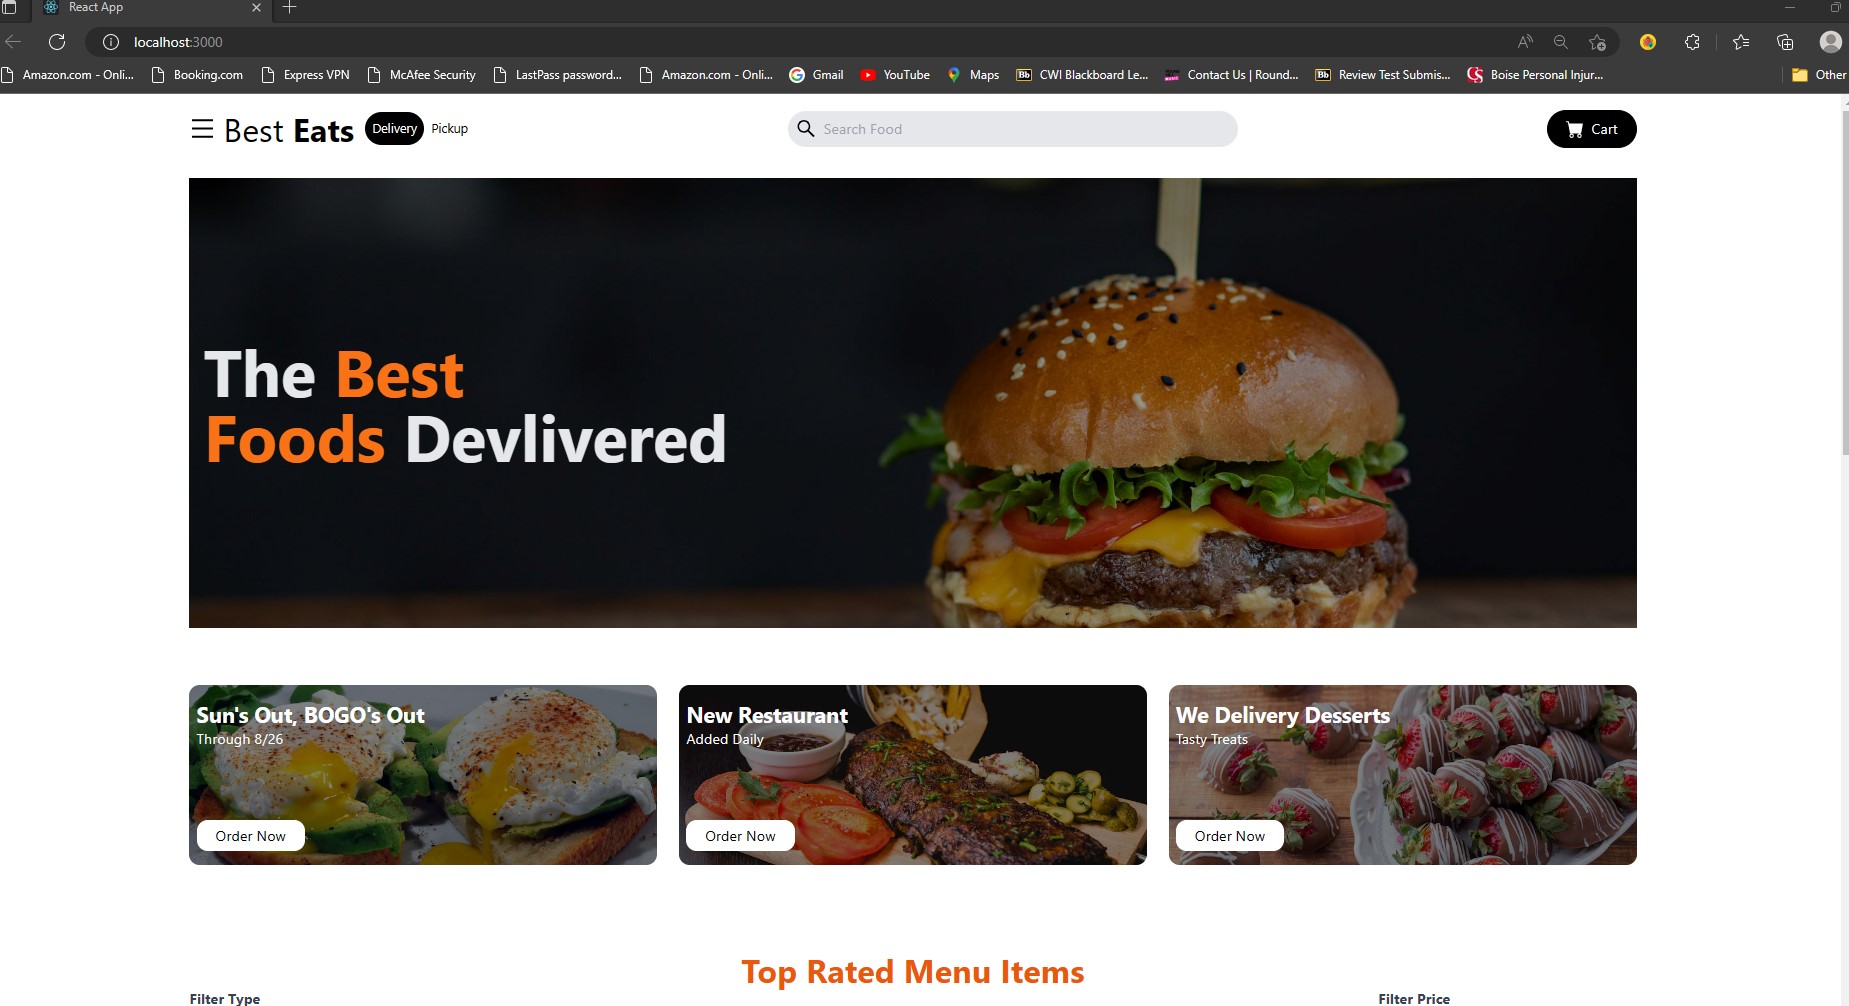 React App
localhost:3000
Amazon.com - Onli... Booking.com Express VPN McAfee Security LastPass password... Amazon.com - Onli... Gmail YouTube Maps Bb CWI Blackboard Le... Contact Us | Round... Bb Review Test Submis... CS Boise Personal Injur... Other
Best Eats Delivery Pickup Search Food Cart
The Best
Foods Devlivered
Sun's Out, BOGO's Out
Through 8/26
Order Now
New Restaurant
Added Daily
Order Now
We Delivery Desserts
Tasty Treats
Order Now
Top Rated Menu Items
Filter Type Filter Price